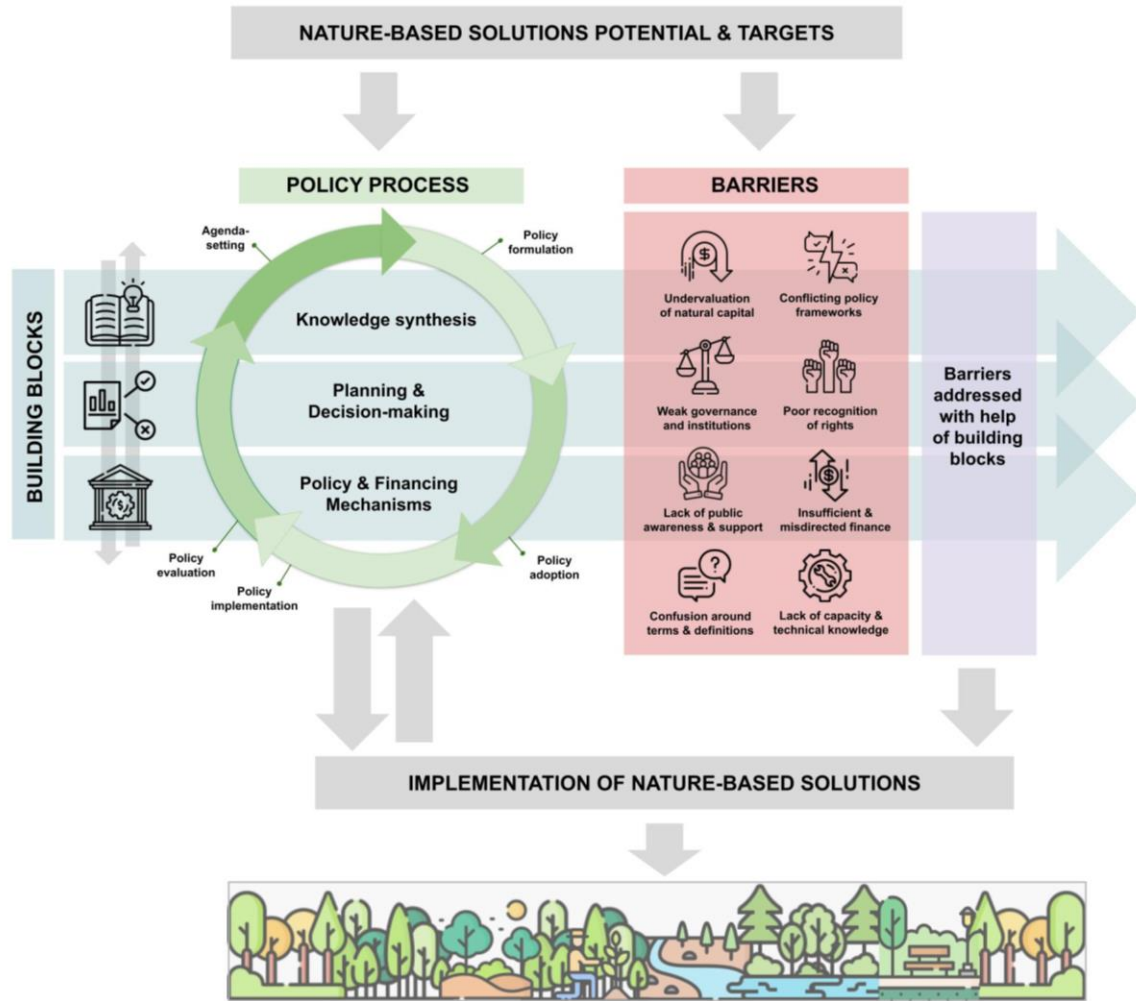 NATURE-BASED SOLUTIONS POTENTIAL & TARGETS
POLICY PROCESS
BARRIERS
BUILDING BLOCKS
Agenda-
setting
Policy
formulation
Knowledge synthesis
Planning &
Decision-making
Policy & Financing
Mechanisms
Policy
evaluation
Policy
implementation
Policy
adoption
Undervaluation
of natural capital
Conflicting policy
frameworks
Weak governance
and institutions
Poor recognition
of rights
Lack of public
awareness & support
Insufficient &
misdirected finance
Confusion around
terms & definitions
Lack of capacity &
technical knowledge
Barriers
addressed
with help
of building
blocks
IMPLEMENTATION OF NATURE-BASED SOLUTIONS